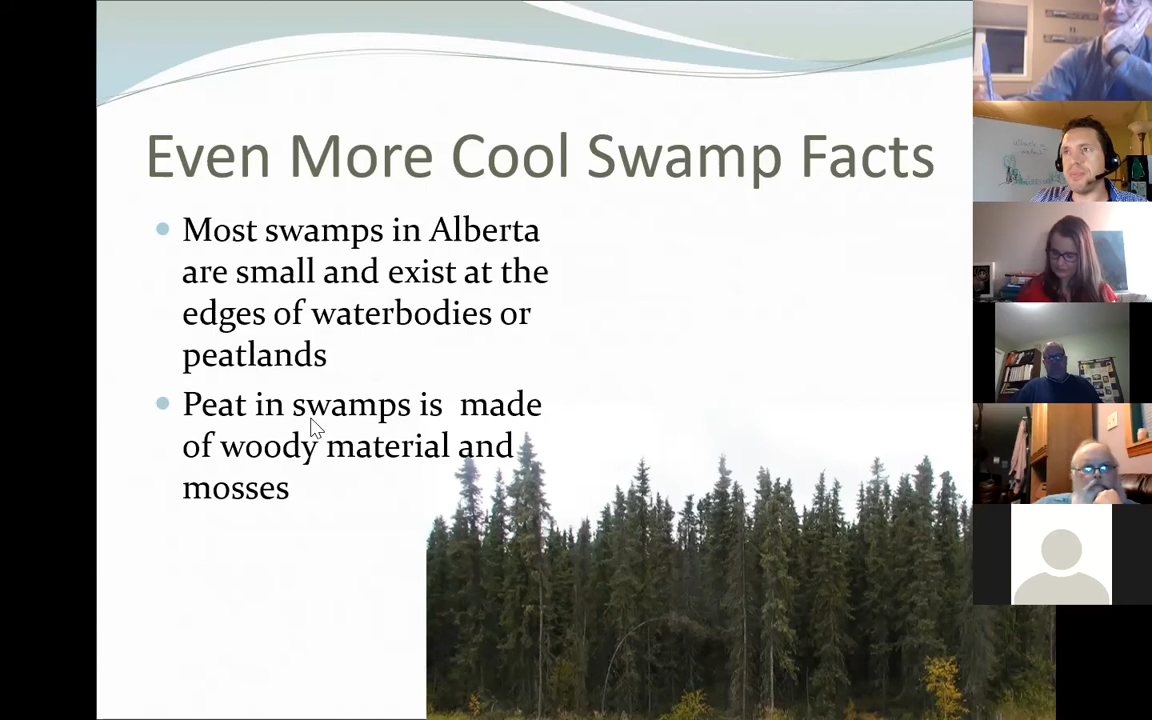 Even More Cool Swamp Facts
Most swamps in Alberta
are small and exist at the
edges of waterbodies or
peatlands
Peat in swamps is  made
of woody material and
mosses